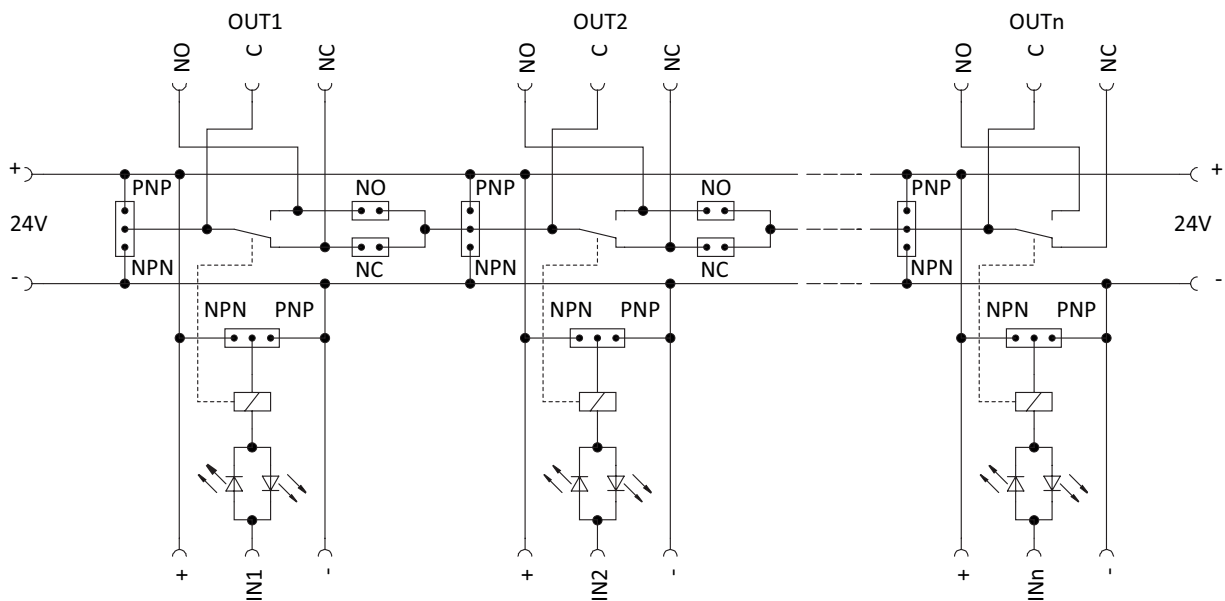 OUT1 OUT2 OUTn
NO C NC NO C NC NO C NC
+ +
PNP NO PNP NO PNP
24V 24V
NPN NC NPN NC NPN
- -
NPN PNP NPN PNP NPN PNP
+ IN1 - + IN2 - + INn -